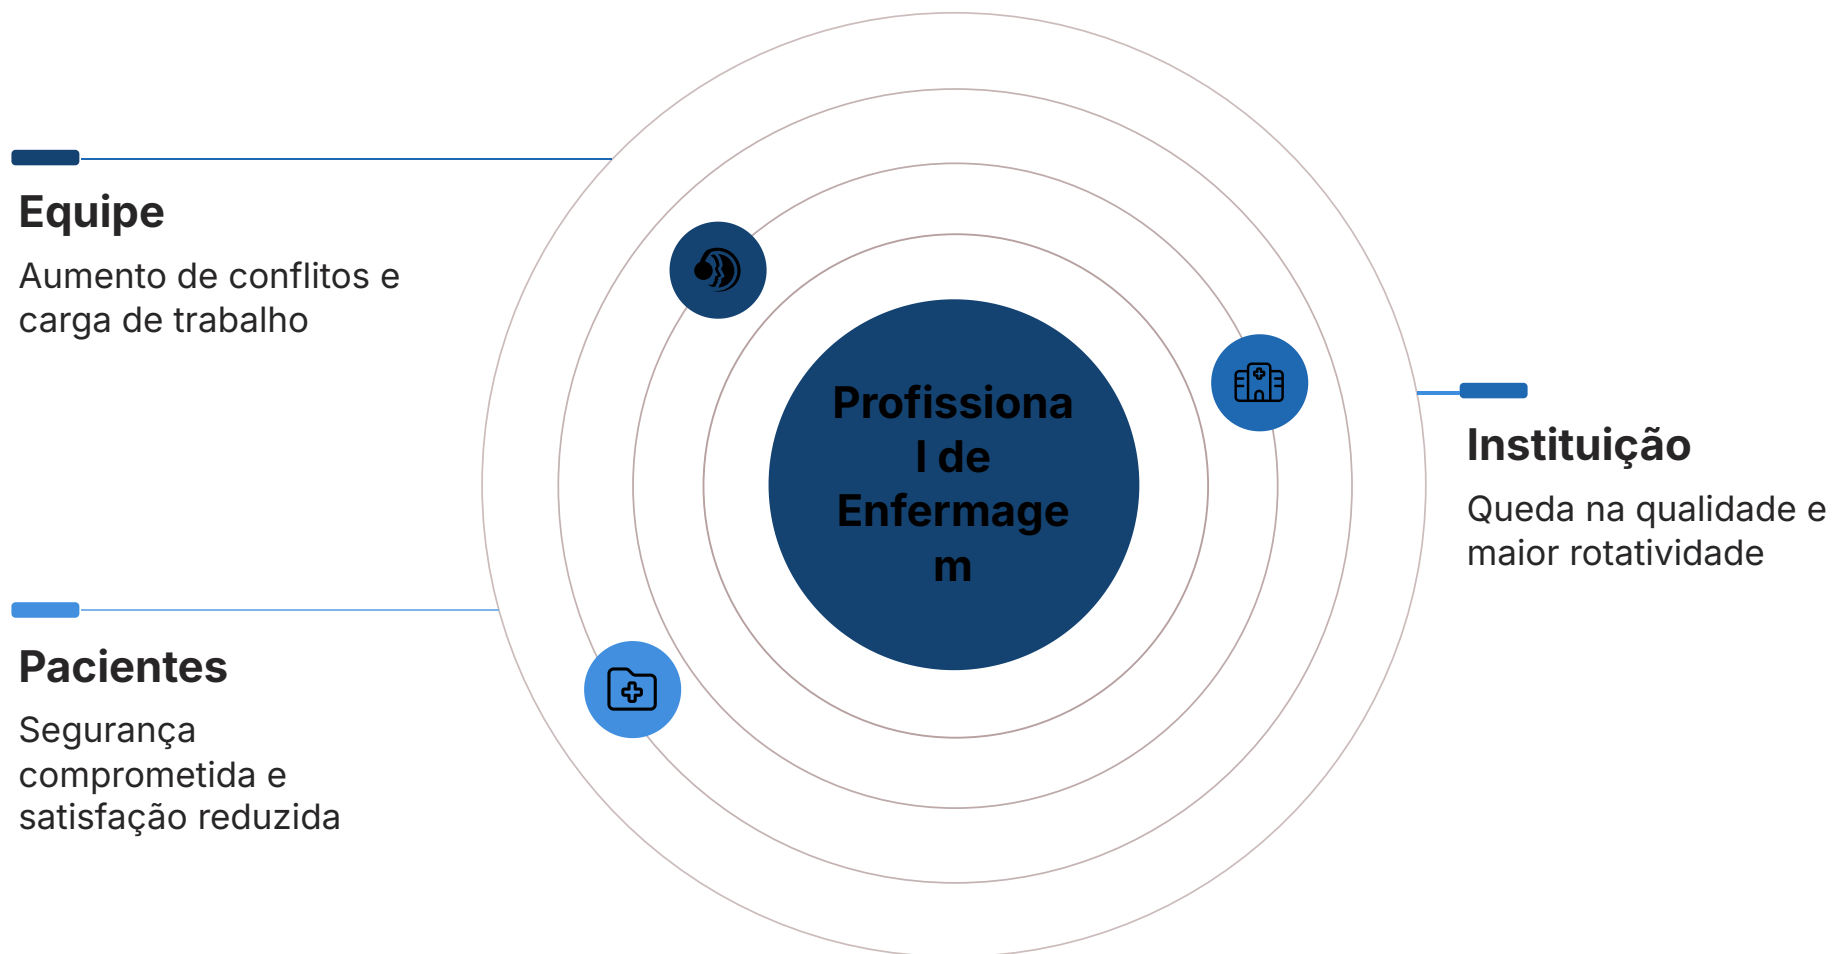 Equipe
Aumento de conflitos e
carga de trabalho
Profissiona
l de
Enfermage
m
Instituição
Queda na qualidade e
maior rotatividade
Pacientes
Segurança
comprometida e
satisfação reduzida